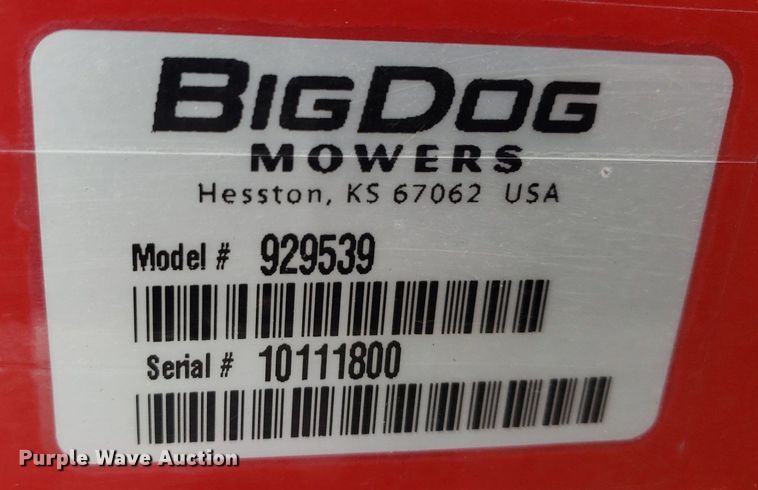 BIGDOG
MOWERS
Hesston, KS 67062 USA
Model # 929539
Serial # 10111800
Purple Wave Auction